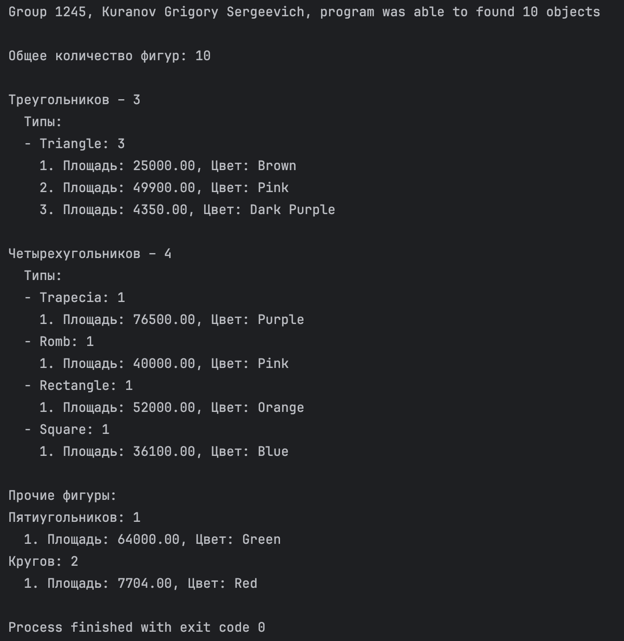 Group 1245, Kuranov Grigory Sergeevich, program was able to found 10 objects
Общее количество фигур: 10
Треугольников – 3
Типы:
- Triangle: 3
1. Площадь: 25000.00, Цвет: Brown
2. Площадь: 49900.00, Цвет: Pink
3. Площадь: 4350.00, Цвет: Dark Purple
Четырехугольников – 4
Типы:
- Trapecia: 1
1. Площадь: 76500.00, Цвет: Purple
- Romb: 1
1. Площадь: 40000.00, Цвет: Pink
- Rectangle: 1
1. Площадь: 52000.00, Цвет: Orange
- Square: 1
1. Площадь: 36100.00, Цвет: Blue
Прочие фигуры:
Пятиугольников: 1
1. Площадь: 64000.00, Цвет: Green
Кругов: 2
1. Площадь: 7704.00, Цвет: Red
Process finished with exit code 0